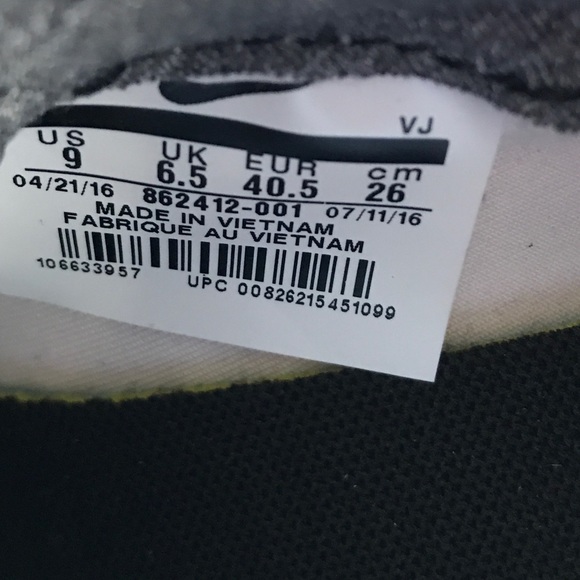 VJ
US UK EUR cm
9 6.5 40.5 26
04/21/16 862412-001 07/11/16
MADE IN VIETNAM
FABRIQUE AU VIETNAM
106633957 UPC 00826215451099